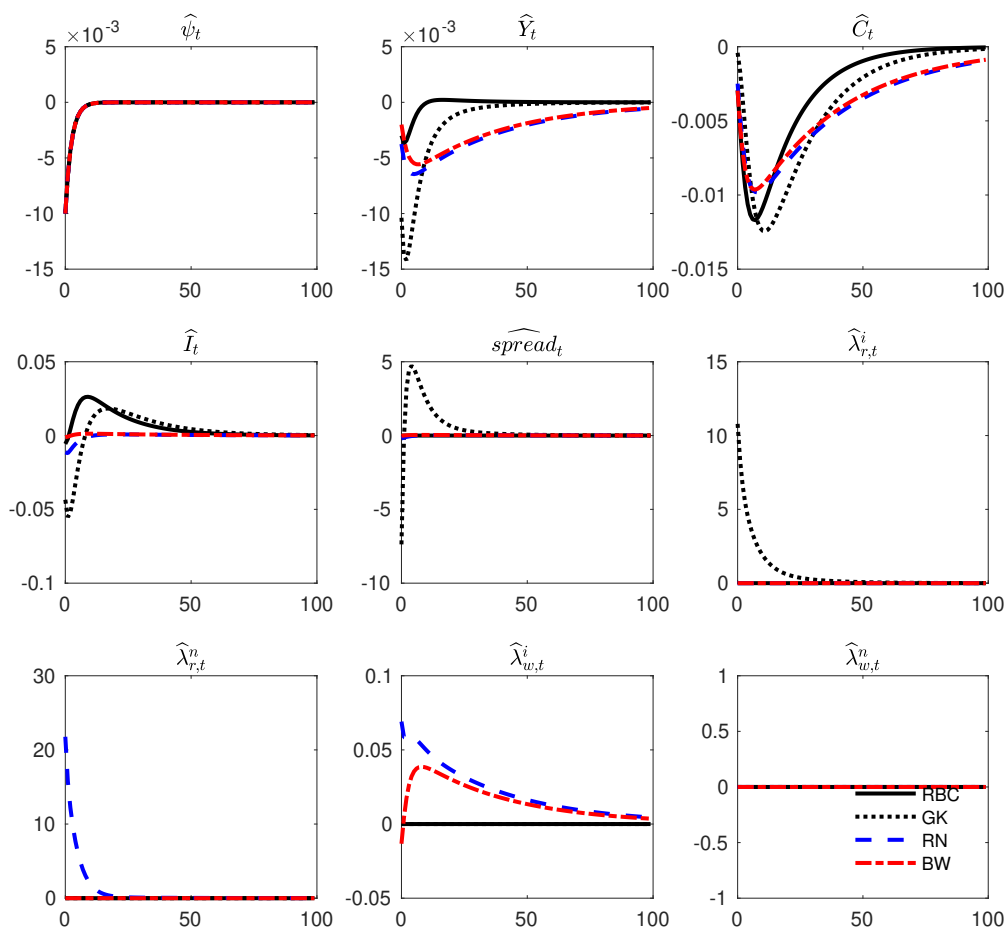 ψ̂_t Ŷ_t Ĉ_t
×10^-3 ×10^-3
5 5 0
0 0 -0.005
-5 -5
-10 -10 -0.01
-15 -15 -0.015
0 50 100 0 50 100 0 50 100
Î_t \widehat{spread}_t λ̂^i_{r,t}
0.05 5 15
0 0 10
-0.05 -5 5
-0.1 -10 0
0 50 100 0 50 100 0 50 100
λ̂^n_{r,t} λ̂^i_{w,t} λ̂^n_{w,t}
30 0.1 1
20 0.05 0.5
10 0 0
0 -0.05 -0.5
-1
0 50 100 0 50 100 0 50 100
RBC
GK
RN
BW